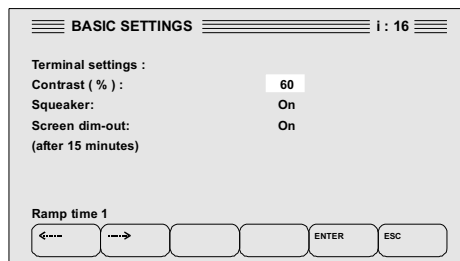 BASIC SETTINGS i : 16
Terminal settings :
Contrast ( % ) : 60
Squeaker: On
Screen dim-out: On
(after 15 minutes)
Ramp time 1
<---- ----> ENTER ESC